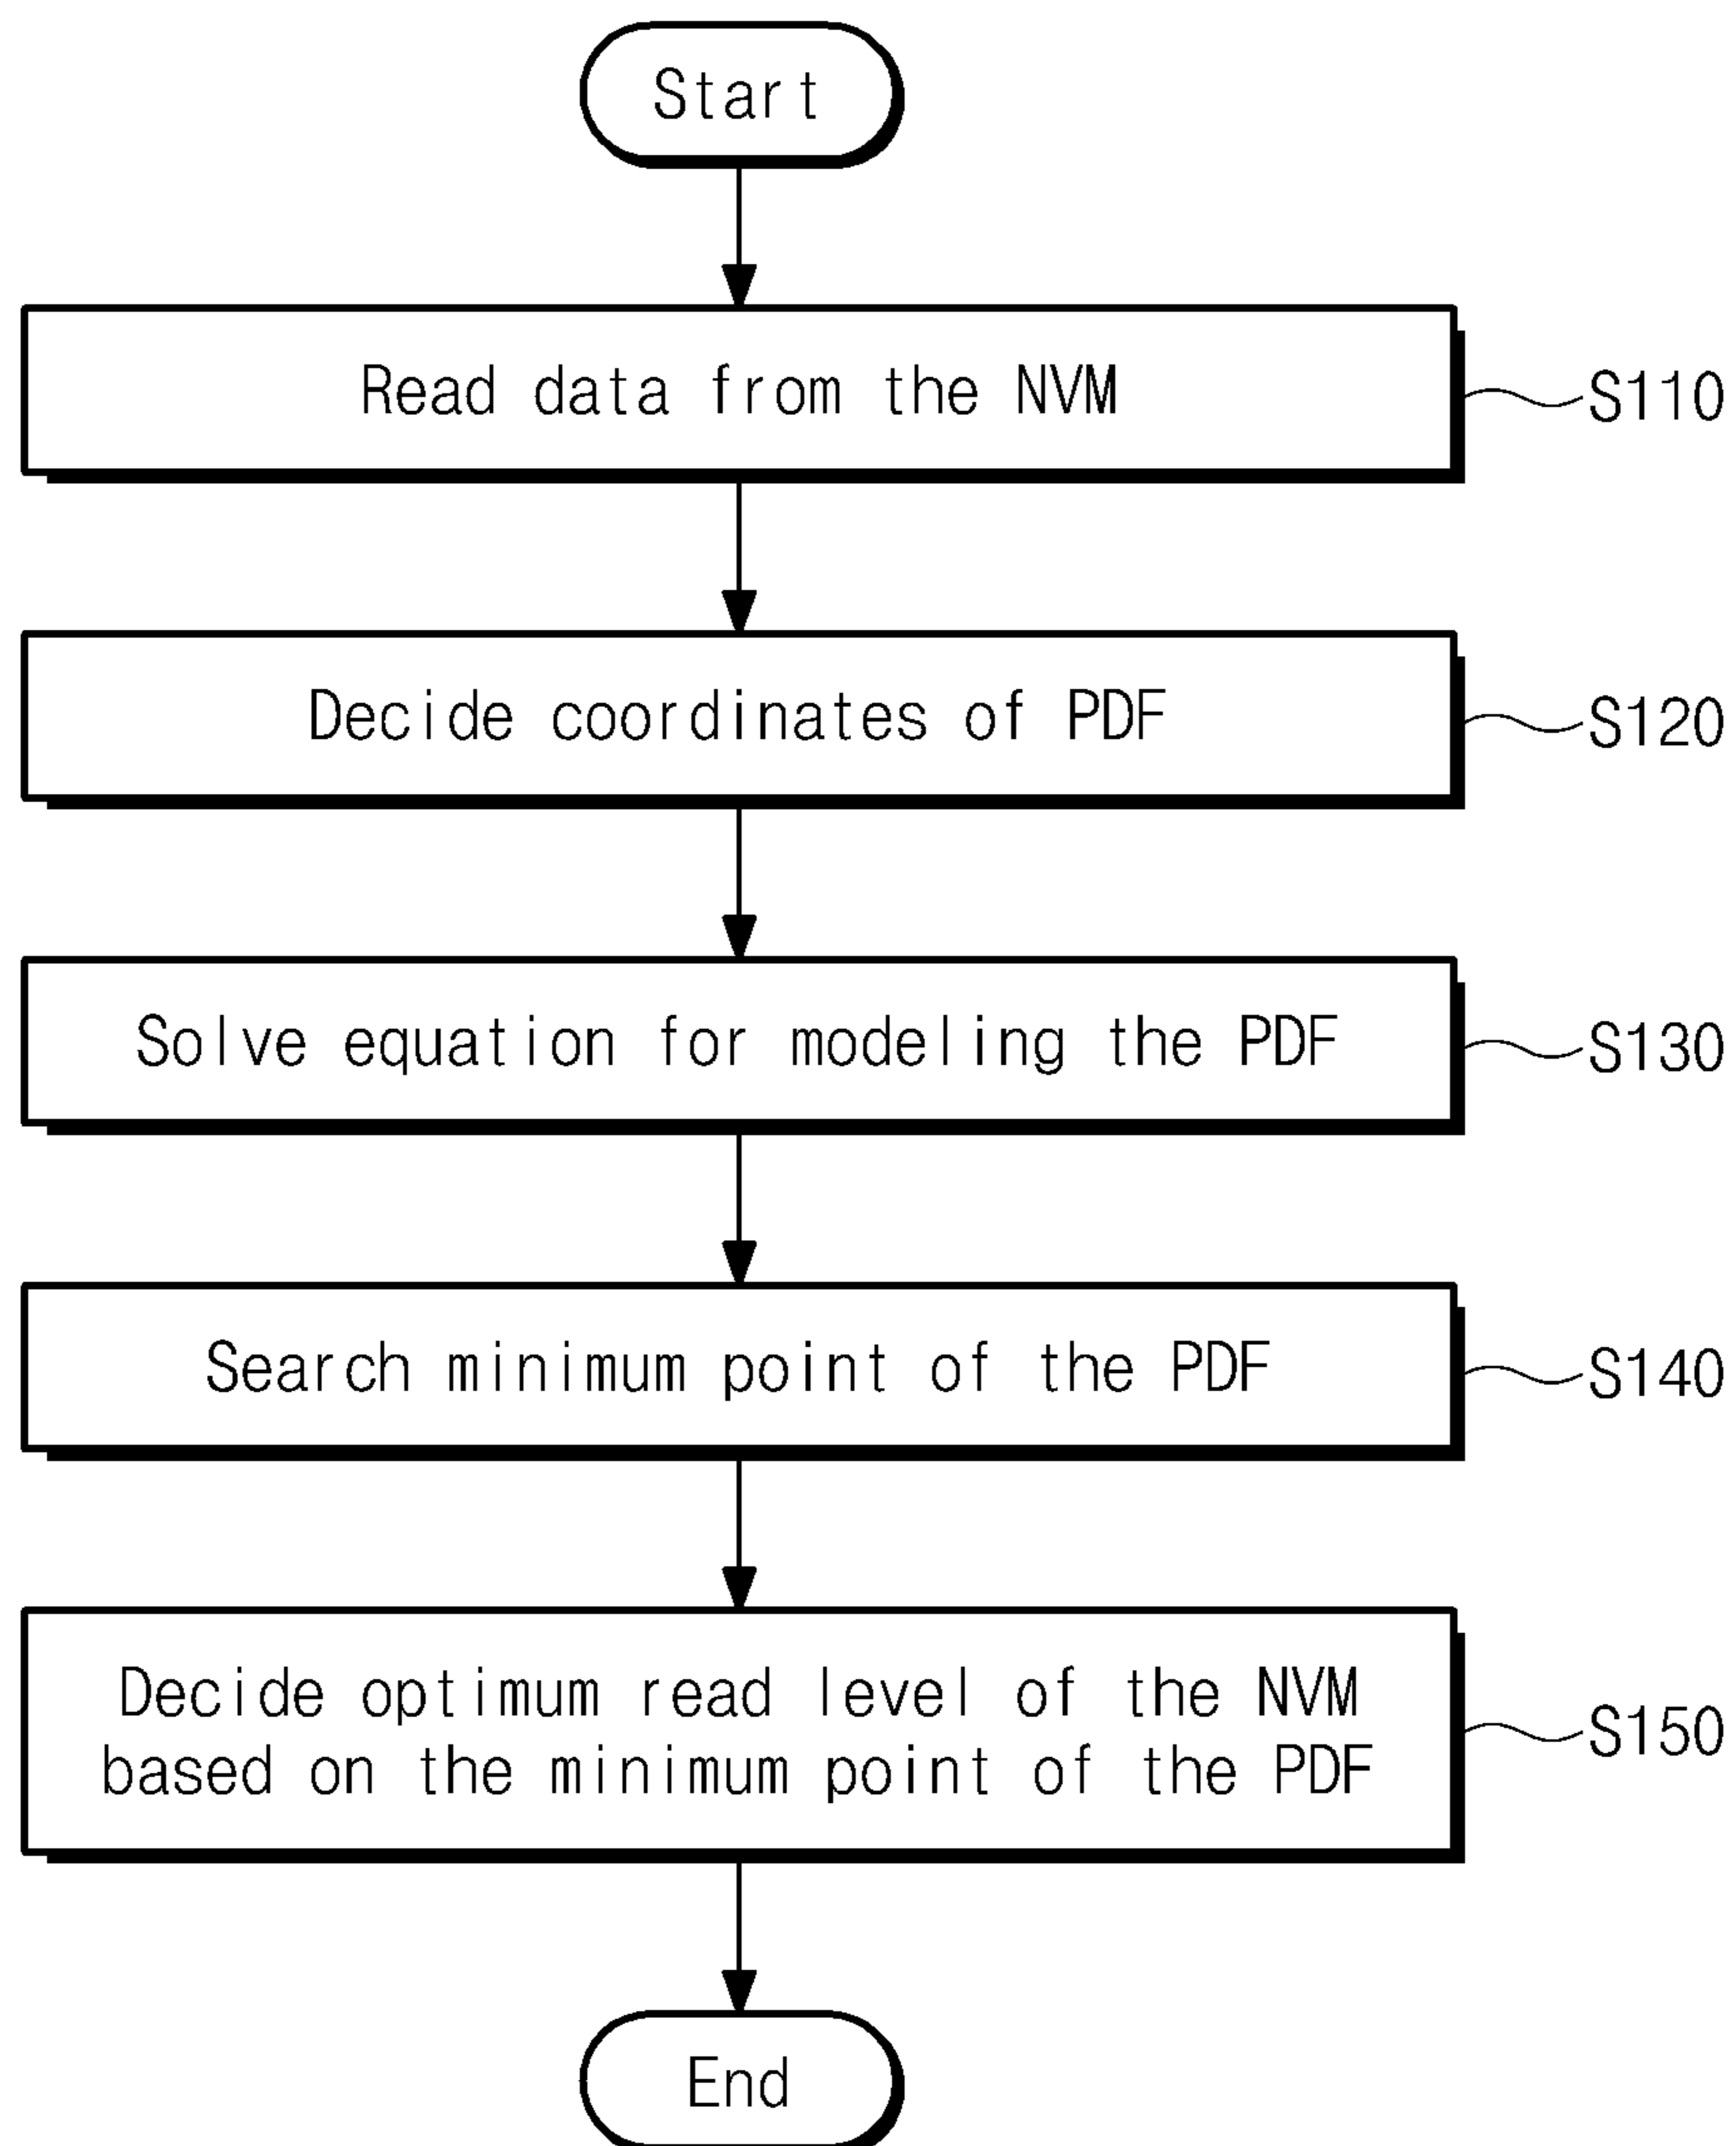 Start
Read data from the NVM
S110
Decide coordinates of PDF
S120
Solve equation for modeling the PDF
S130
Search minimum point of the PDF
S140
Decide optimum read level of the NVM
based on the minimum point of the PDF
S150
End